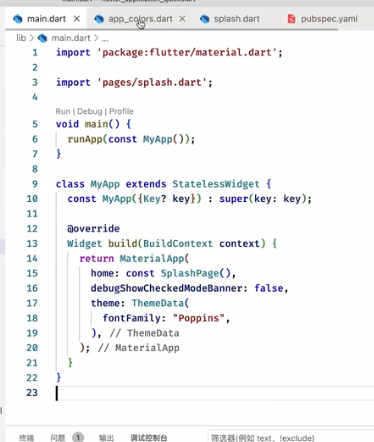 main.dart app_colors.dart splash.dart pubspec.yaml
lib > main.dart > ...
1 import 'package:flutter/material.dart';
2
3 import 'pages/splash.dart';
4
Run | Debug | Profile
5 void main() {
6 runApp(const MyApp());
7 }
8
9 class MyApp extends StatelessWidget {
10 const MyApp({Key? key}) : super(key: key);
11
12 @override
13 Widget build(BuildContext context) {
14 return MaterialApp(
15 home: const SplashPage(),
16 debugShowCheckedModeBanner: false,
17 theme: ThemeData(
18 fontFamily: "Poppins",
19 ), // ThemeData
20 ); // MaterialApp
21 }
22 }
23
终端 问题 1 输出 调试控制台 筛选器(例如 text、!exclude)